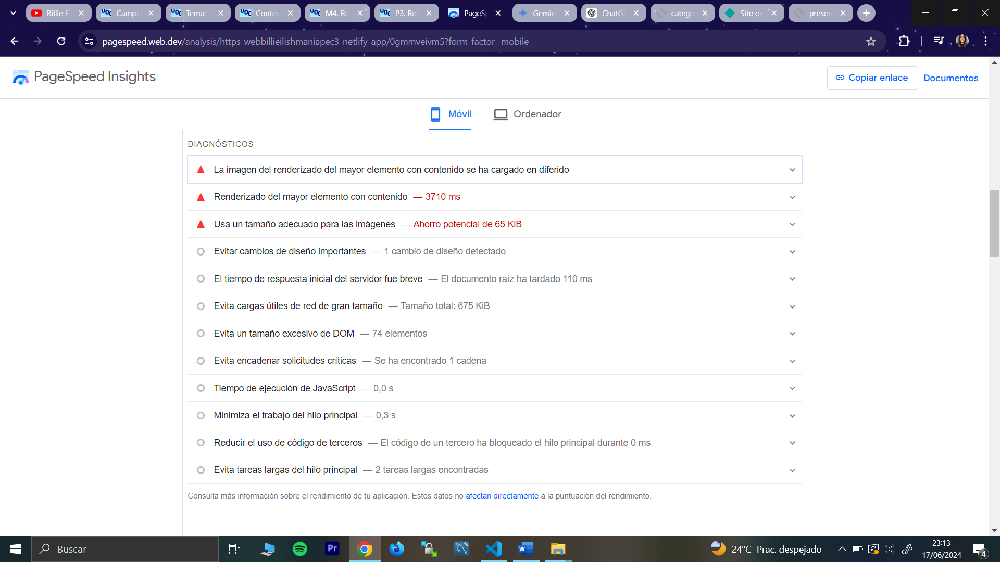 Billie E
Campu
Tema:
Conter
M4. Re
P3. Rer
PageSp
Gemin
ChatG
catego
Site ov
presen
pagespeed.web.dev/analysis/https-webbillieilishmaniapec3-netlify-app/0gmmveivm5?form_factor=mobile
PageSpeed Insights
Copiar enlace
Documentos
Móvil
Ordenador
DIAGNÓSTICOS
La imagen del renderizado del mayor elemento con contenido se ha cargado en diferido
Renderizado del mayor elemento con contenido — 3710 ms
Usa un tamaño adecuado para las imágenes — Ahorro potencial de 65 KiB
Evitar cambios de diseño importantes — 1 cambio de diseño detectado
El tiempo de respuesta inicial del servidor fue breve — El documento raíz ha tardado 110 ms
Evita cargas útiles de red de gran tamaño — Tamaño total: 675 KiB
Evita un tamaño excesivo de DOM — 74 elementos
Evita encadenar solicitudes críticas — Se ha encontrado 1 cadena
Tiempo de ejecución de JavaScript — 0,0 s
Minimiza el trabajo del hilo principal — 0,3 s
Reducir el uso de código de terceros — El código de un tercero ha bloqueado el hilo principal durante 0 ms
Evita tareas largas del hilo principal — 2 tareas largas encontradas
Consulta más información sobre el rendimiento de tu aplicación. Estos datos no afectan directamente a la puntuación del rendimiento.
Buscar
Pr
24°C Prac. despejado
23:13
17/06/2024
4